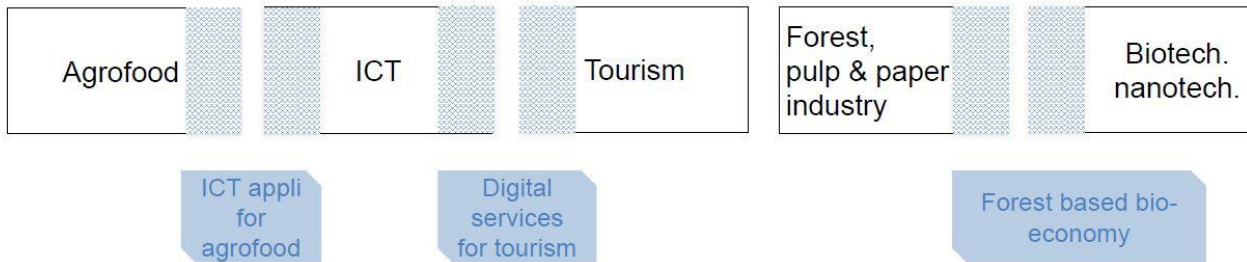 Agrofood
ICT
Tourism
Forest,
pulp & paper
industry
Biotech.
nanotech.
ICT appli
for
agrofood
Digital
services
for tourism
Forest based bio-
economy